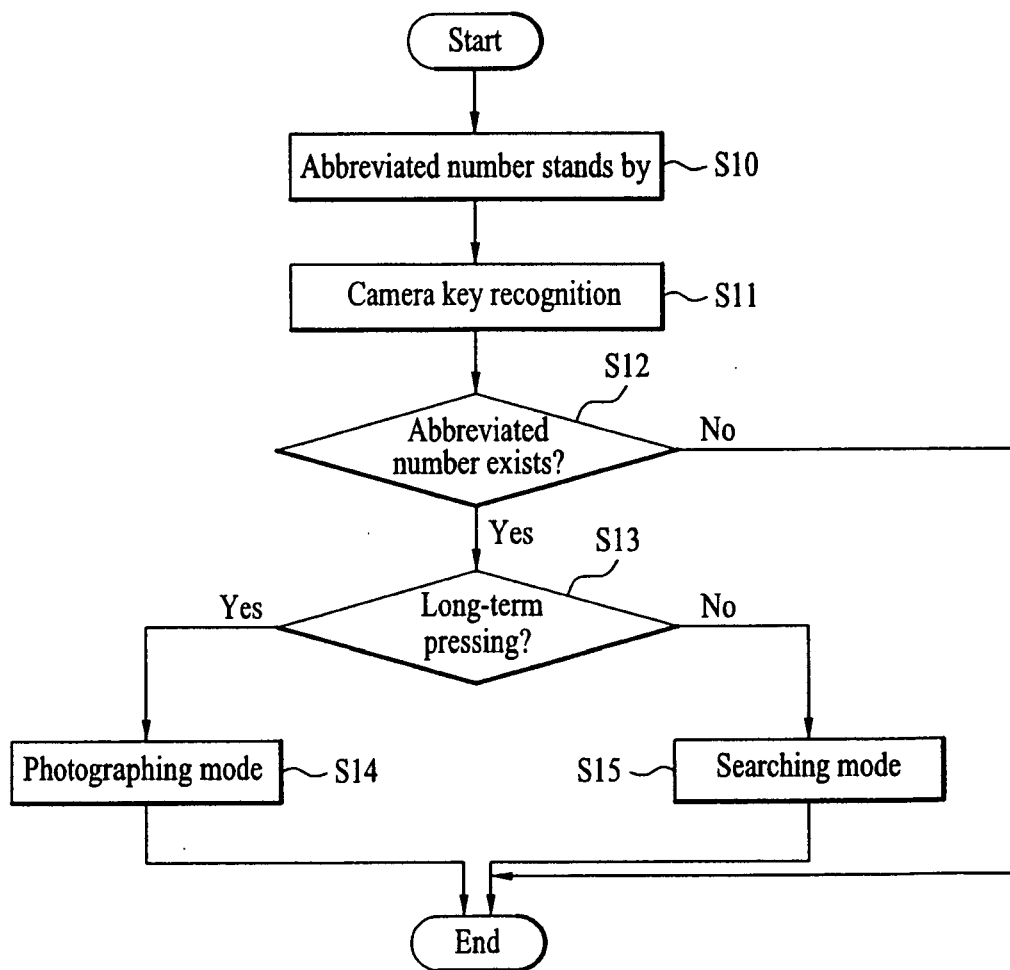 Start
Abbreviated number stands by
S10
Camera key recognition
S11
S12
Abbreviated
number exists?
No
Yes
S13
Yes
Long-term
pressing?
No
Photographing mode
S14
S15
Searching mode
End